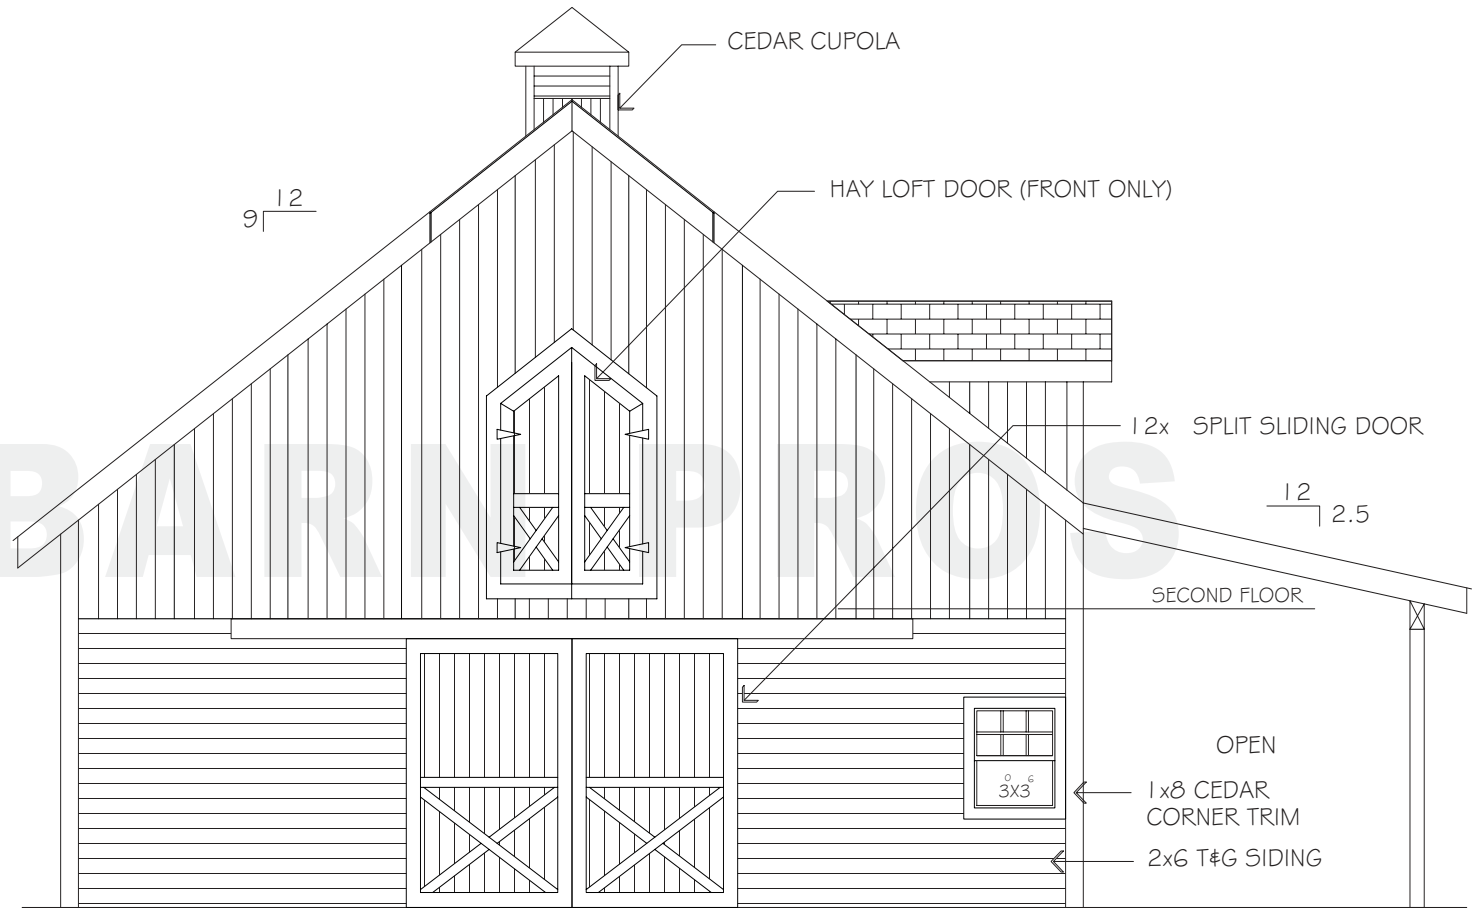 CEDAR CUPOLA
12
9
HAY LOFT DOOR (FRONT ONLY)
12x SPLIT SLIDING DOOR
BARN PROS
12
2.5
SECOND FLOOR
OPEN
3⁰X3⁶
1x8 CEDAR
CORNER TRIM
2x6 T&G SIDING